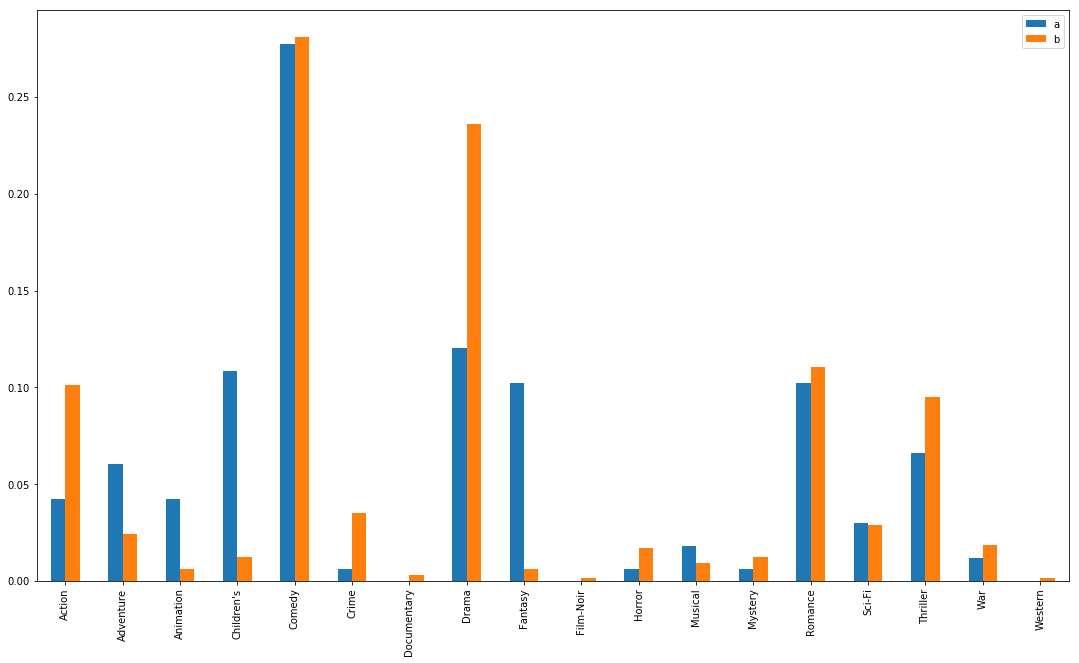 a
b
0.25
0.20
0.15
0.10
0.05
0.00
Action
Adventure
Animation
Children's
Comedy
Crime
Documentary
Drama
Fantasy
Film-Noir
Horror
Musical
Mystery
Romance
Sci-Fi
Thriller
War
Western